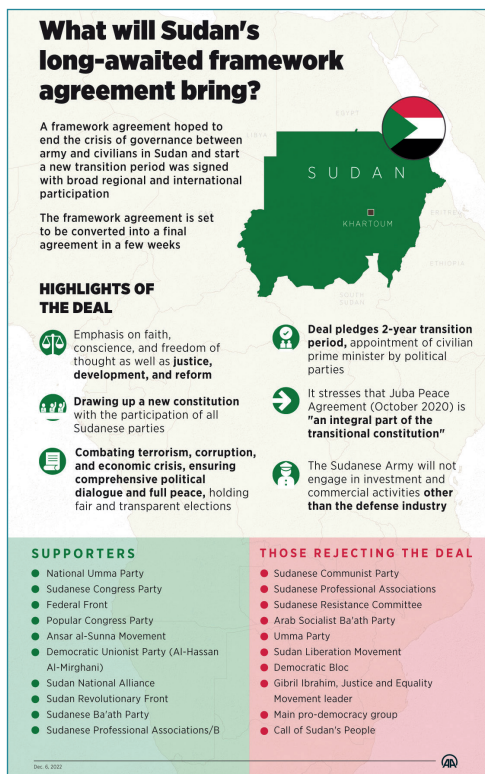 What will Sudan's
long-awaited framework
agreement bring?
A framework agreement hoped to
end the crisis of governance between
army and civilians in Sudan and start
a new transition period was signed
with broad regional and international
participation
The framework agreement is set
to be converted into a final
agreement in a few weeks
EGYPT
LIBYA
SUDAN
KHARTOUM
ERITREA
ETHIOPIA
SOUTH
SUDAN
HIGHLIGHTS OF
THE DEAL
Emphasis on faith,
conscience, and freedom of
thought as well as justice,
development, and reform
Drawing up a new constitution
with the participation of all
Sudanese parties
Combating terrorism, corruption,
and economic crisis, ensuring
comprehensive political
dialogue and full peace, holding
fair and transparent elections
Deal pledges 2-year transition
period, appointment of civilian
prime minister by political
parties
It stresses that Juba Peace
Agreement (October 2020) is
"an integral part of the
transitional constitution"
The Sudanese Army will not
engage in investment and
commercial activities other
than the defense industry
SUPPORTERS
National Umma Party
Sudanese Congress Party
Federal Front
Popular Congress Party
Ansar al-Sunna Movement
Democratic Unionist Party (Al-Hassan
Al-Mirghani)
Sudan National Alliance
Sudan Revolutionary Front
Sudanese Ba'ath Party
Sudanese Professional Associations/B
THOSE REJECTING THE DEAL
Sudanese Communist Party
Sudanese Professional Associations
Sudanese Resistance Committee
Arab Socialist Ba'ath Party
Umma Party
Sudan Liberation Movement
Democratic Bloc
Gibril Ibrahim, Justice and Equality
Movement leader
Main pro-democracy group
Call of Sudan's People
Dec. 6, 2022
AA